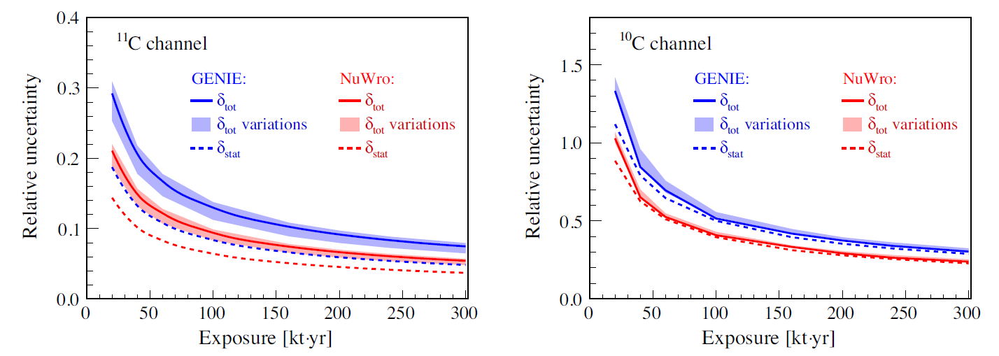 ¹¹C channel
GENIE: NuWro:
δtot δtot
δtot variations δtot variations
δstat δstat
Relative uncertainty
0.4
0.3
0.2
0.1
0.0
0 50 100 150 200 250 300
Exposure [kt·yr]
¹⁰C channel
GENIE: NuWro:
δtot δtot
δtot variations δtot variations
δstat δstat
Relative uncertainty
1.5
1.0
0.5
0.0
0 50 100 150 200 250 300
Exposure [kt·yr]